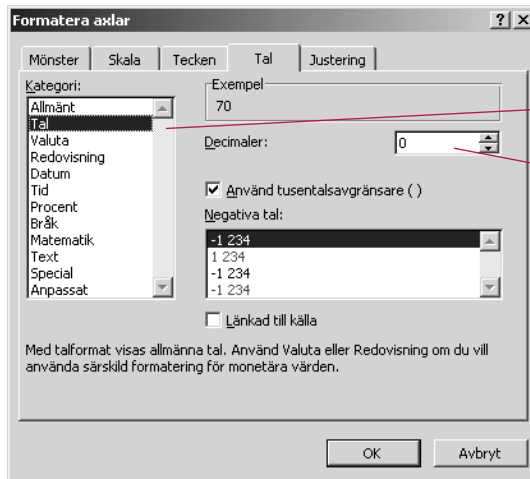 Formatera axlar
Mönster Skala Tecken Tal Justering
Kategori:
Allmänt
Tal
Valuta
Redovisning
Datum
Tid
Procent
Bråk
Matematik
Text
Special
Anpassat
Exempel
70
Decimaler:
0
Använd tusentalsavgränsare ( )
Negativa tal:
-1 234
1 234
-1 234
-1 234
Länkad till källa
Med talformat visas allmänna tal. Använd Valuta eller Redovisning om du vill
använda särskild formatering för monetära värden.
OK Avbryt